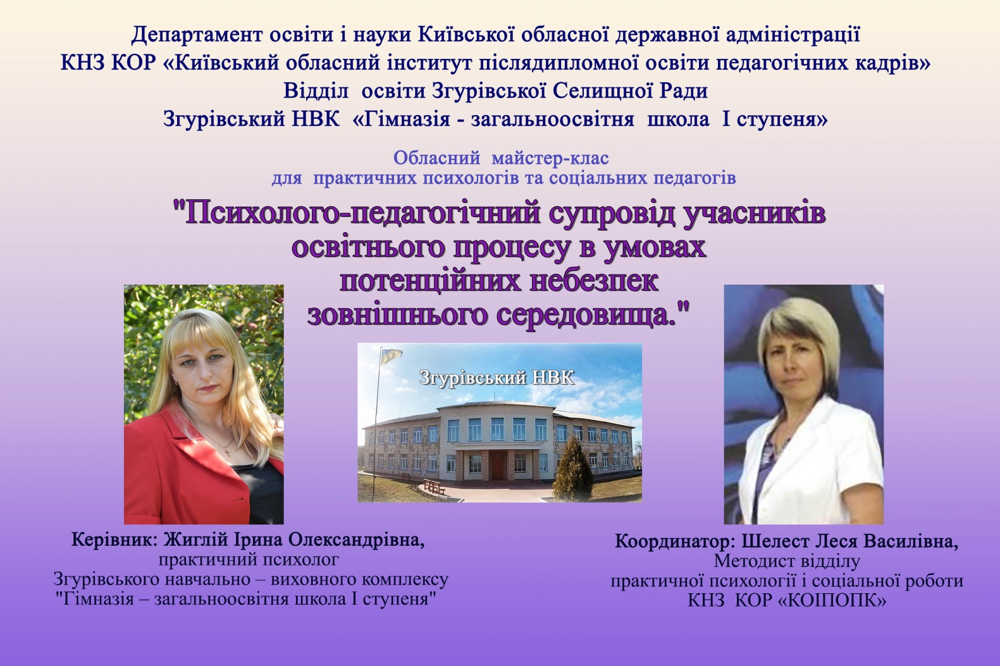 Департамент освіти і науки Київської обласної державної адміністрації
КНЗ КОР «Київський обласний інститут післядипломної освіти педагогічних кадрів»
Відділ освіти Згурівської Селищної Ради
Згурівський НВК «Гімназія - загальноосвітня школа І ступеня»
Обласний майстер-клас
для практичних психологів та соціальних педагогів
"Психолого-педагогічний супровід учасників
освітнього процесу в умовах
потенційних небезпек
зовнішнього середовища."
Згурівський НВК
Керівник: Жиглій Ірина Олександрівна,
практичний психолог
Згурівського навчально – виховного комплексу
"Гімназія – загальноосвітня школа І ступеня"
Координатор: Шелест Леся Василівна,
Методист відділу
практичної психології і соціальної роботи
КНЗ КОР «КОІПОПК»